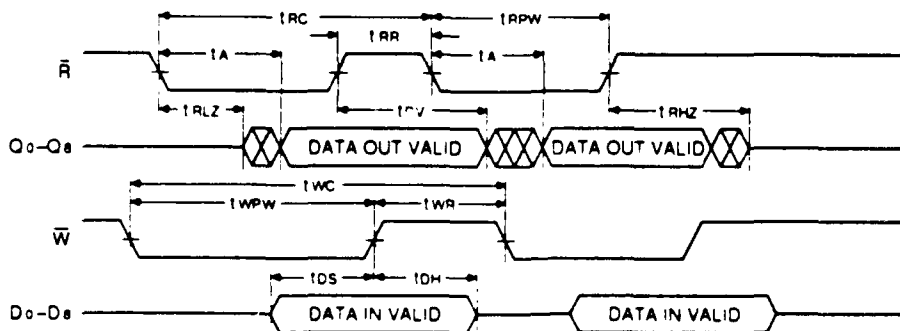 tRC tRPW
tRR
tA tA
R̅
tRLZ tDV tRHZ
Q0–Q8 DATA OUT VALID DATA OUT VALID
tWC
tWPW tWR
W̅
tDS tDH
D0–D8 DATA IN VALID DATA IN VALID